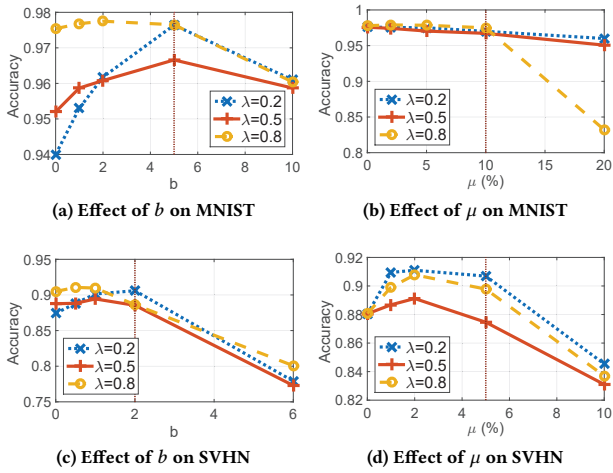 0.98
0.97
0.96
0.95
0.94
Accuracy
0 2 4 6 8 10
b
λ=0.2
λ=0.5
λ=0.8
(a) Effect of b on MNIST
1
0.95
0.9
0.85
0.8
Accuracy
0 5 10 15 20
μ (%)
λ=0.2
λ=0.5
λ=0.8
(b) Effect of μ on MNIST
0.95
0.9
0.85
0.8
0.75
Accuracy
0 2 4 6
b
λ=0.2
λ=0.5
λ=0.8
(c) Effect of b on SVHN
0.92
0.9
0.88
0.86
0.84
0.82
Accuracy
0 2 4 6 8 10
μ (%)
λ=0.2
λ=0.5
λ=0.8
(d) Effect of μ on SVHN